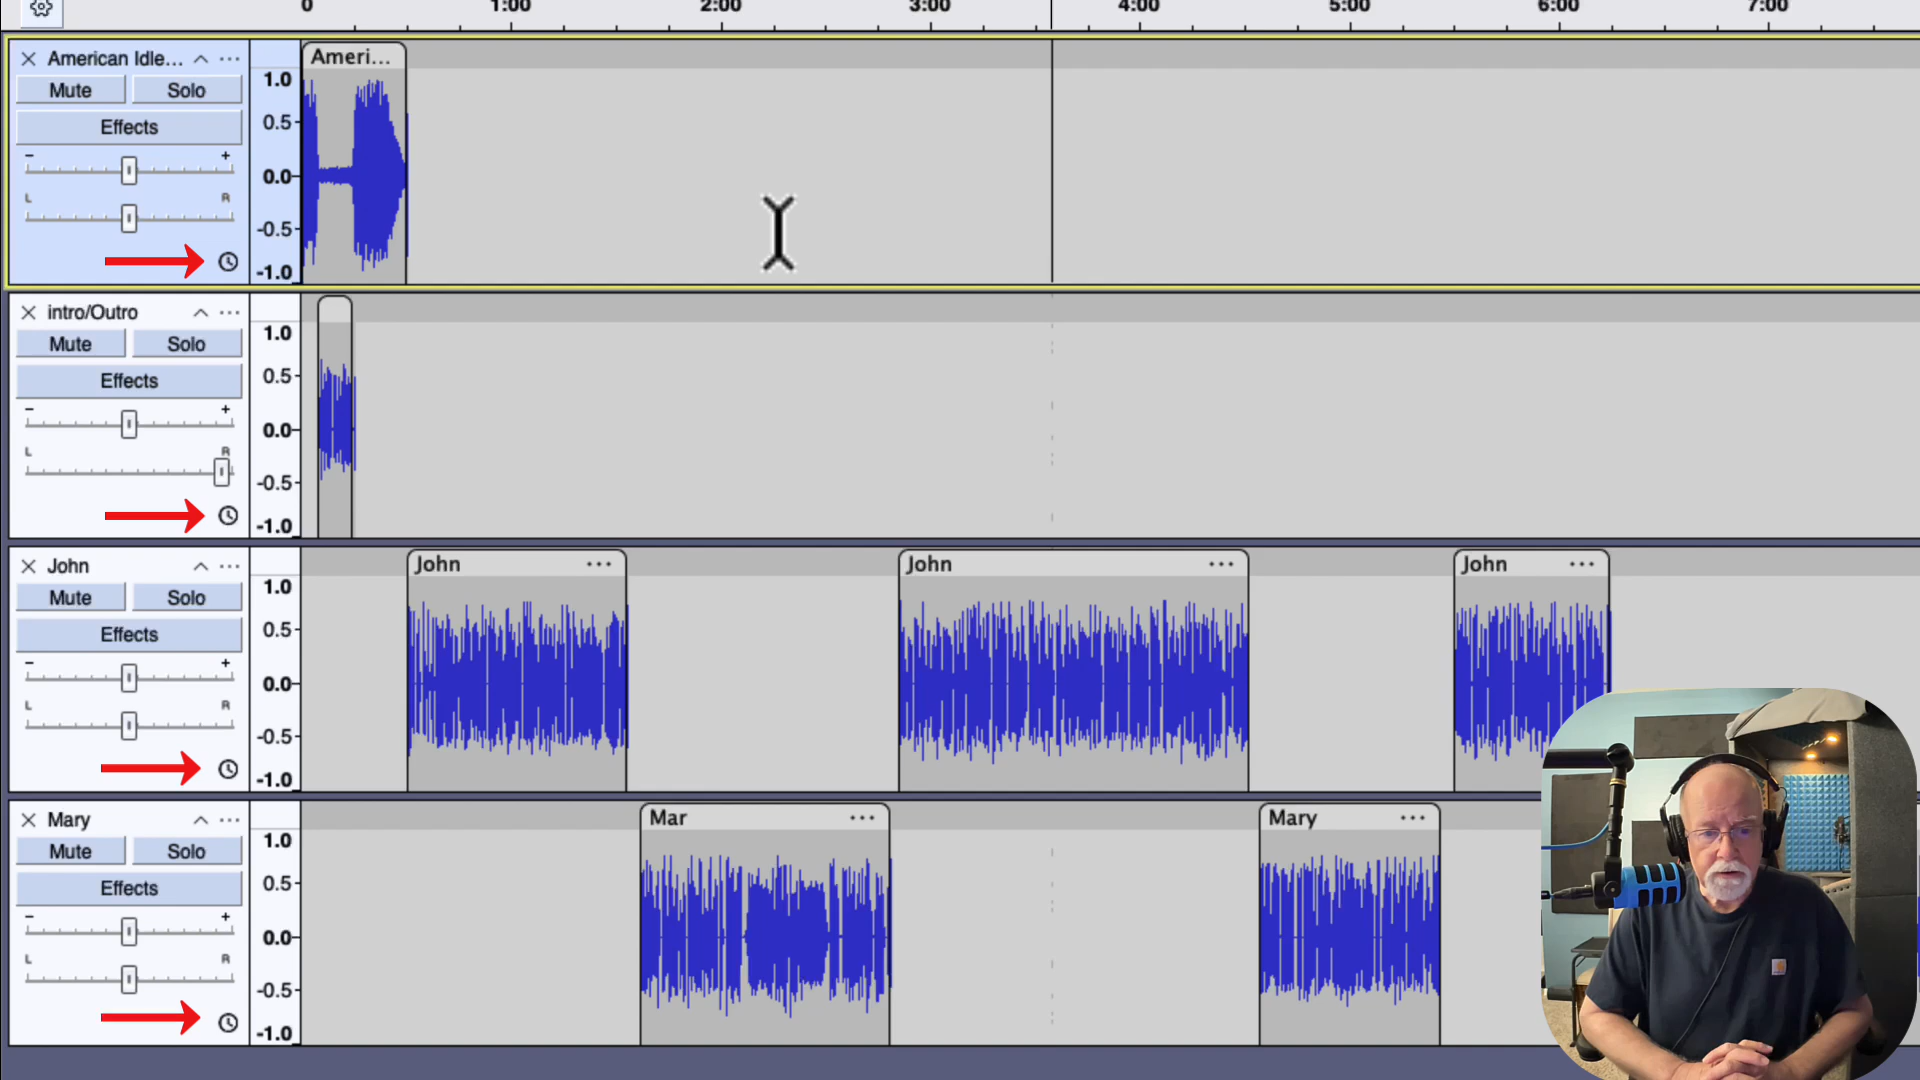 0 1:00 2:00 3:00 4:00 5:00 6:00 7:00
American Idle... ...
Ameri...
Mute Solo
Effects
- +
L R
1.0
0.5
0.0
-0.5
-1.0
intro/Outro ...
Mute Solo
Effects
- +
L R
1.0
0.5
0.0
-0.5
-1.0
John ...
John ... John ... John ...
Mute Solo
Effects
- +
L R
1.0
0.5
0.0
-0.5
-1.0
Mary ...
Mar ... Mary ...
Mute Solo
Effects
- +
L R
1.0
0.5
0.0
-0.5
-1.0